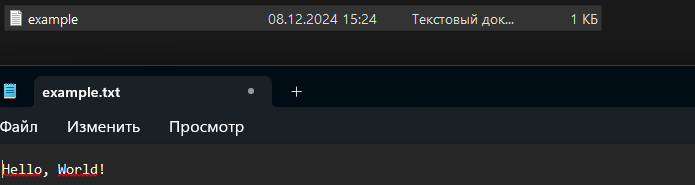 example 08.12.2024 15:24 Текстовый док... 1 КБ
example.txt
Файл Изменить Просмотр
Hello, World!